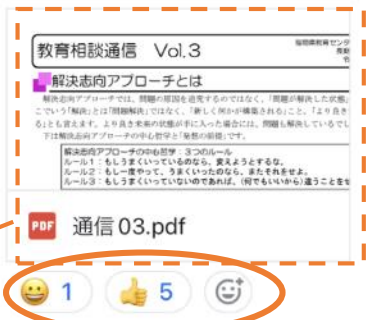 教育相談通信 Vol.3
福岡県教育セン
解決志向アプローチとは
解決志向アプローチでは、問題の原因を追究するのではなく、「問題が解決した状態」
こでいう「解決」とは「問題解決」ではなく、「新しく何かが構築される」こと、「より良き
る」とも言えます。より良き未来の状態が手に入った場合には、問題も解決しているでし
下は解決志向アプローチの中心哲学と「発想の前提」です。
解決志向アプローチの中心哲学：3つのルール
ルール1：もしうまくいっているのなら、変えようとするな。
ルール2：もし一度やって、うまくいったのなら、またそれをせよ。
ルール3：もしうまくいっていないのであれば、(何でもいいから)違うことをせ
PDF 通信03.pdf
1 5